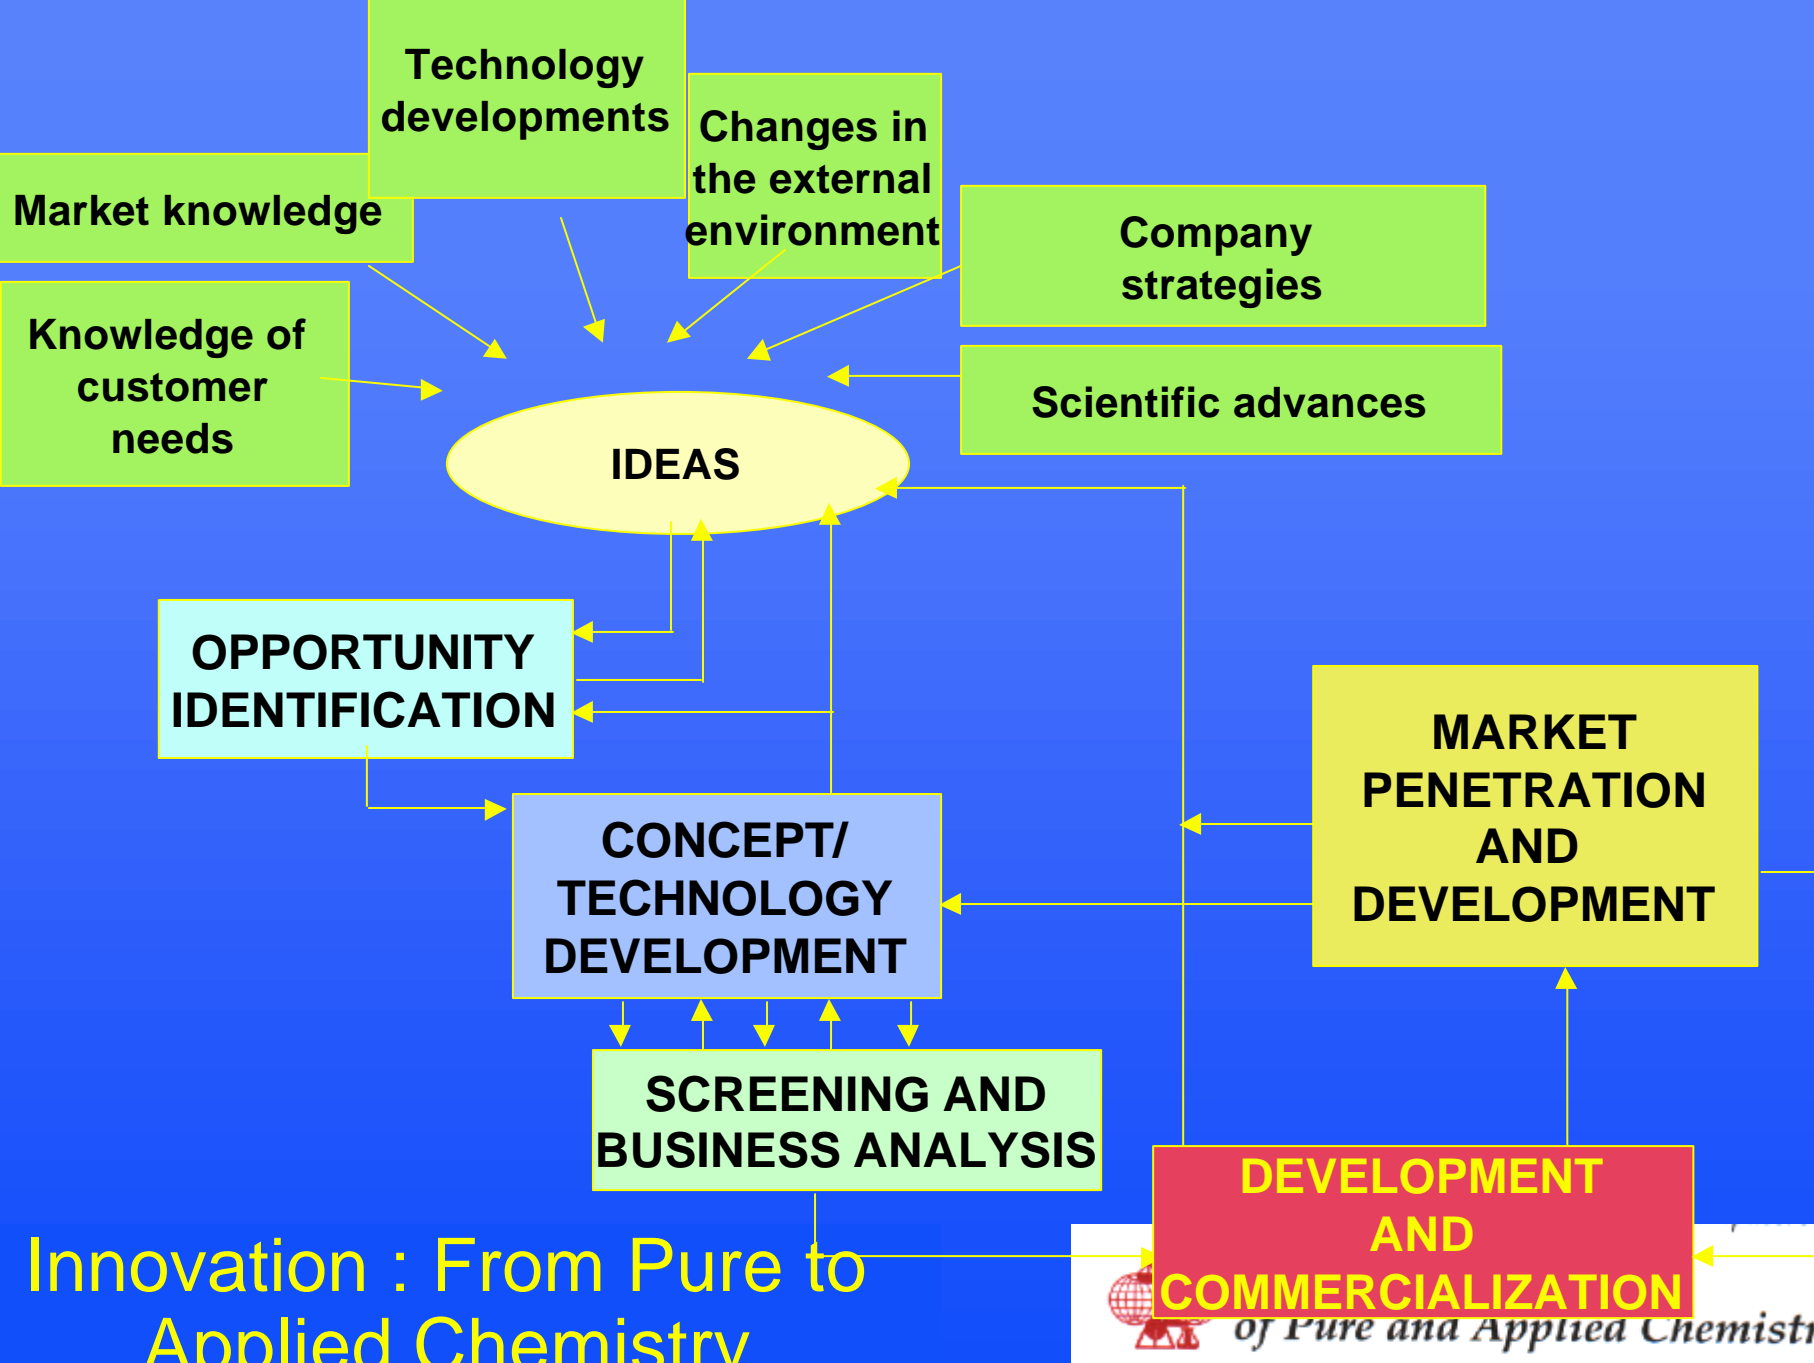 Technology
developments
Changes in
the external
environment
Market knowledge
Company
strategies
Knowledge of
customer
needs
Scientific advances
IDEAS
OPPORTUNITY
IDENTIFICATION
MARKET
PENETRATION
AND
DEVELOPMENT
CONCEPT/
TECHNOLOGY
DEVELOPMENT
SCREENING AND
BUSINESS ANALYSIS
DEVELOPMENT
AND
COMMERCIALIZATION
Innovation : From Pure to
Applied Chemistry
of Pure and Applied Chemistr